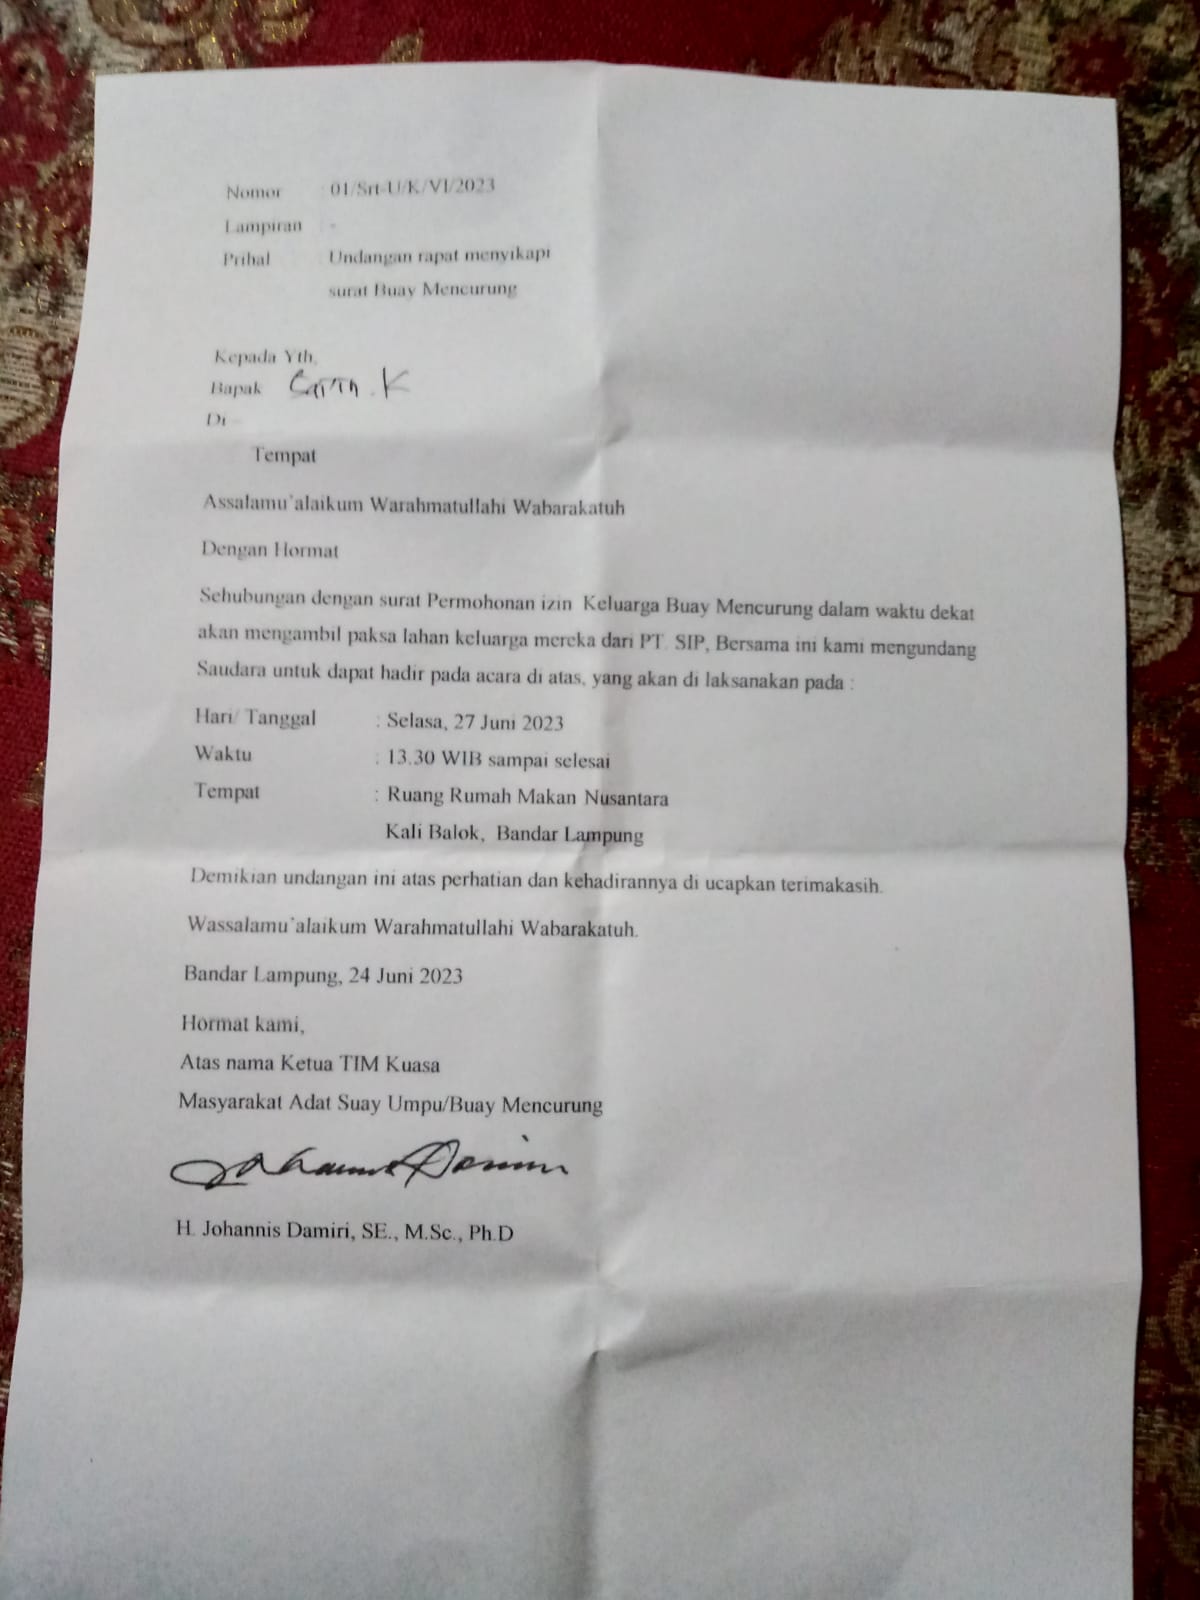 Nomor : 01/Srt-U/K/VI/2023
Lampiran : -
Prihal Undangan rapat menyikapi
surat Buay Mencurung
Kepada Yth,
Bapak
Di
Tempat
Assalamu'alaikum Warahmatullahi Wabarakatuh
Dengan Hormat
Sehubungan dengan surat Permohonan izin Keluarga Buay Mencurung dalam waktu dekat
akan mengambil paksa lahan keluarga mereka dari PT. SIP, Bersama ini kami mengundang
Saudara untuk dapat hadir pada acara di atas, yang akan di laksanakan pada :
Hari/ Tanggal : Selasa, 27 Juni 2023
Waktu : 13.30 WIB sampai selesai
Tempat : Ruang Rumah Makan Nusantara
Kali Balok, Bandar Lampung
Demikian undangan ini atas perhatian dan kehadirannya di ucapkan terimakasih.
Wassalamu'alaikum Warahmatullahi Wabarakatuh.
Bandar Lampung, 24 Juni 2023
Hormat kami,
Atas nama Ketua TIM Kuasa
Masyarakat Adat Suay Umpu/Buay Mencurung
H. Johannis Damiri, SE., M.Sc., Ph.D